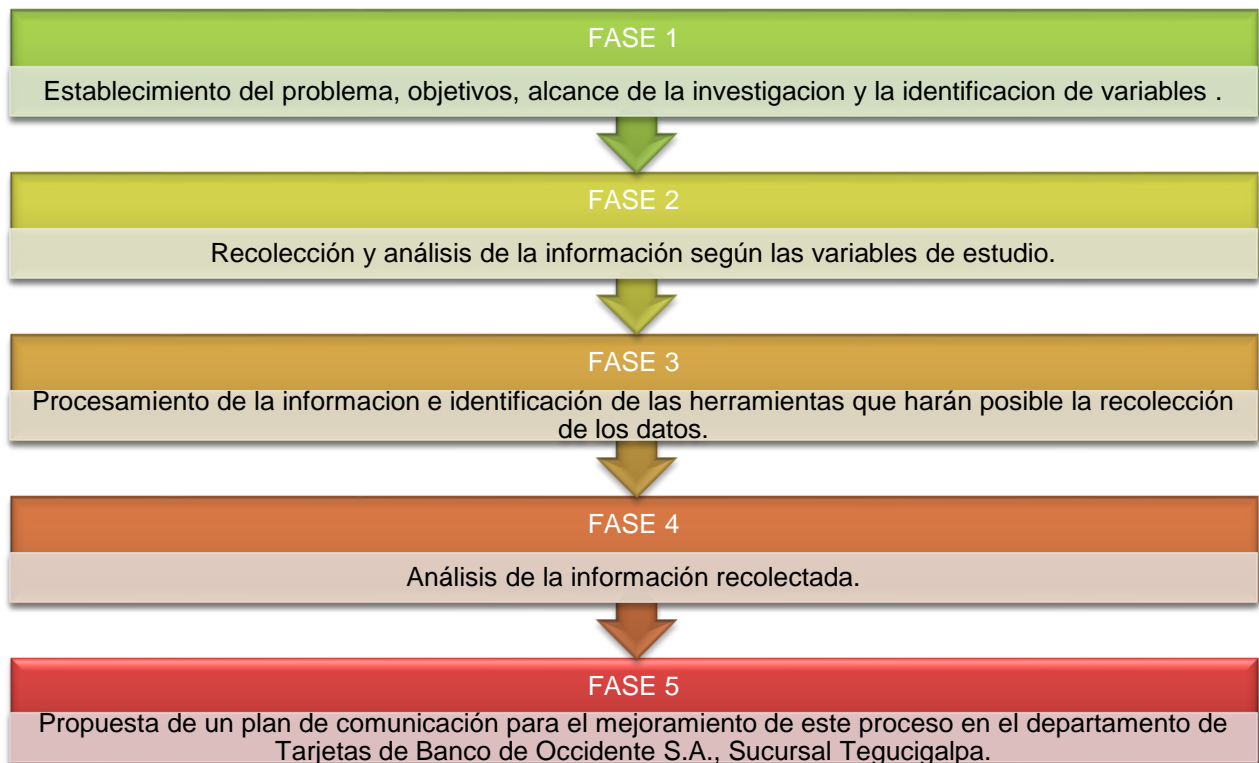 FASE 1
Establecimiento del problema, objetivos, alcance de la investigacion y la identificacion de variables .
FASE 2
Recolección y análisis de la información según las variables de estudio.
FASE 3
Procesamiento de la informacion e identificación de las herramientas que harán posible la recolección
de los datos.
FASE 4
Análisis de la información recolectada.
FASE 5
Propuesta de un plan de comunicación para el mejoramiento de este proceso en el departamento de
Tarjetas de Banco de Occidente S.A., Sucursal Tegucigalpa.